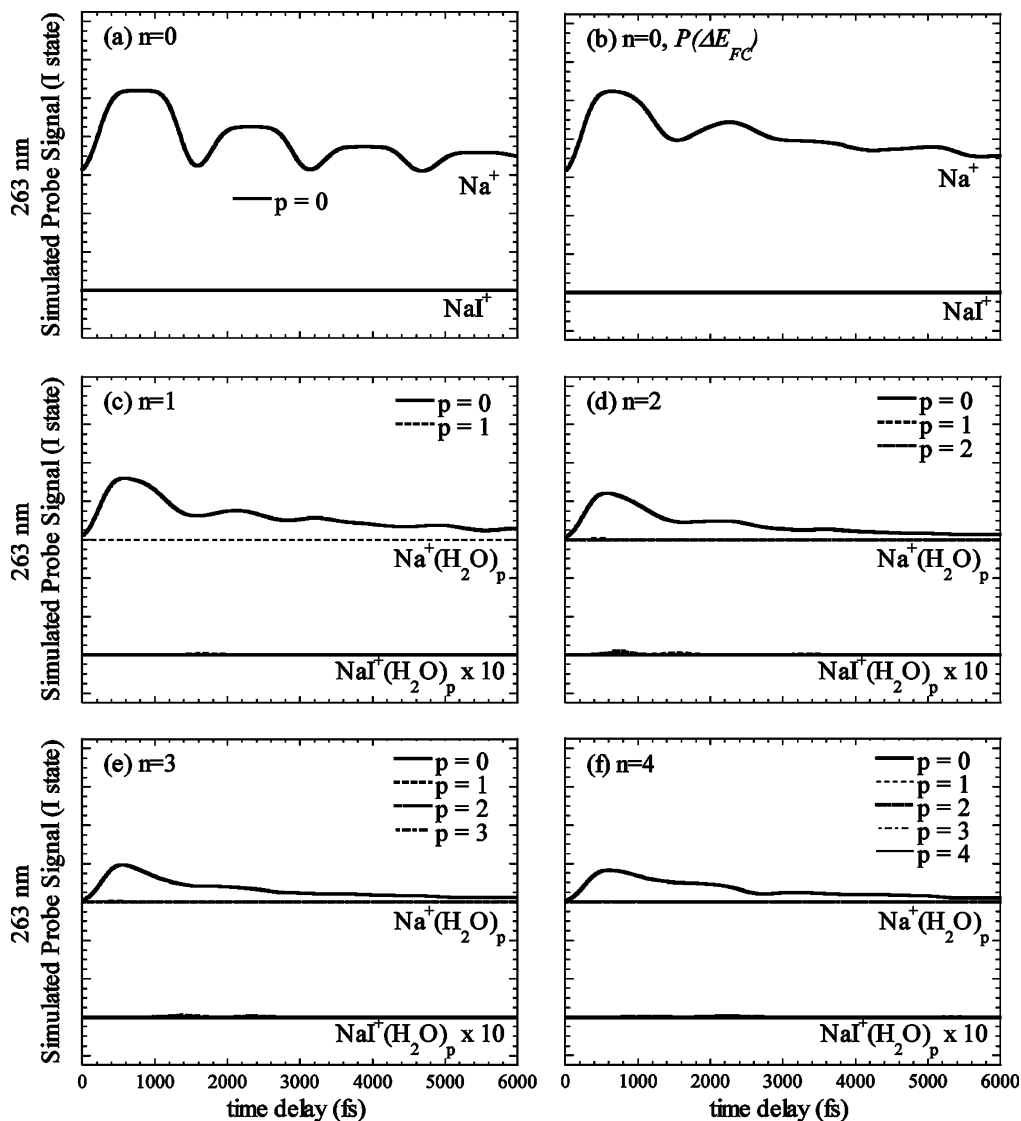 263 nm
Simulated Probe Signal (I state)
(a) n=0
Na⁺
p = 0
NaI⁺
(b) n=0, P(ΔE_FC)
Na⁺
NaI⁺
263 nm
Simulated Probe Signal (I state)
(c) n=1
p = 0
p = 1
Na⁺(H₂O)ₚ
NaI⁺(H₂O)ₚ x 10
(d) n=2
p = 0
p = 1
p = 2
Na⁺(H₂O)ₚ
NaI⁺(H₂O)ₚ x 10
263 nm
Simulated Probe Signal (I state)
(e) n=3
p = 0
p = 1
p = 2
p = 3
Na⁺(H₂O)ₚ
NaI⁺(H₂O)ₚ x 10
0 1000 2000 3000 4000 5000 6000
time delay (fs)
(f) n=4
p = 0
p = 1
p = 2
p = 3
p = 4
Na⁺(H₂O)ₚ
NaI⁺(H₂O)ₚ x 10
0 1000 2000 3000 4000 5000 6000
time delay (fs)